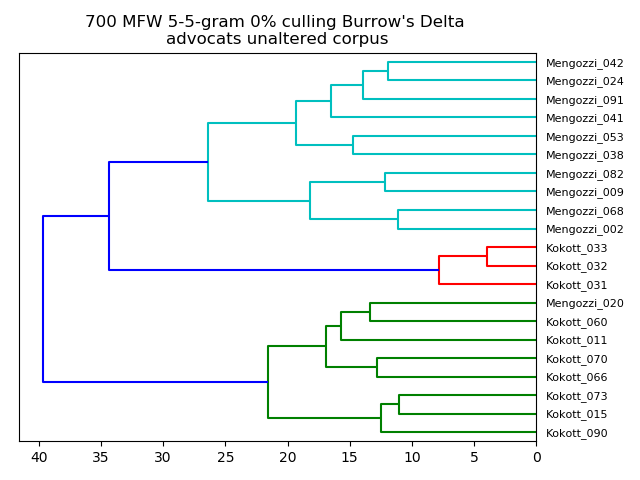 700 MFW 5-5-gram 0% culling Burrow's Delta
advocats unaltered corpus
Mengozzi_042
Mengozzi_024
Mengozzi_091
Mengozzi_041
Mengozzi_053
Mengozzi_038
Mengozzi_082
Mengozzi_009
Mengozzi_068
Mengozzi_002
Kokott_033
Kokott_032
Kokott_031
Mengozzi_020
Kokott_060
Kokott_011
Kokott_070
Kokott_066
Kokott_073
Kokott_015
Kokott_090
40 35 30 25 20 15 10 5 0